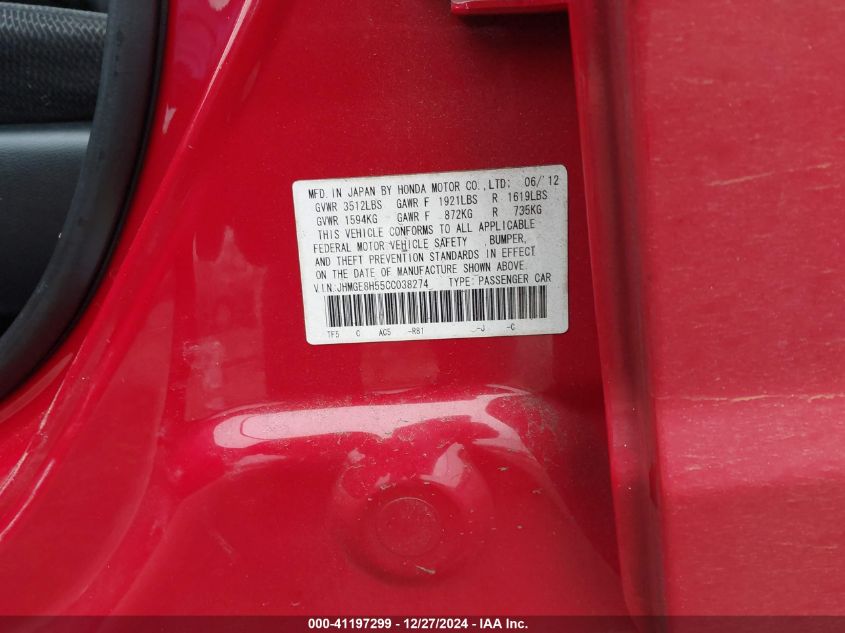 MFD. IN JAPAN BY HONDA MOTOR CO., LTD: 06/'12
GVWR 3512LBS GAWR F 1921LBS R 1619LBS
GVWR 1594KG GAWR F 872KG R 735KG
THIS VEHICLE CONFORMS TO ALL APPLICABLE
FEDERAL MOTOR VEHICLE SAFETY , BUMPER,
AND THEFT PREVENTION STANDARDS IN EFFECT
ON THE DATE OF MANUFACTURE SHOWN ABOVE.
V.I.N: JHMGE8H55CC038274 TYPE: PASSENGER CAR
TF5 C AC5 -R81 -J -C
000-41197299 - 12/27/2024 - IAA Inc.